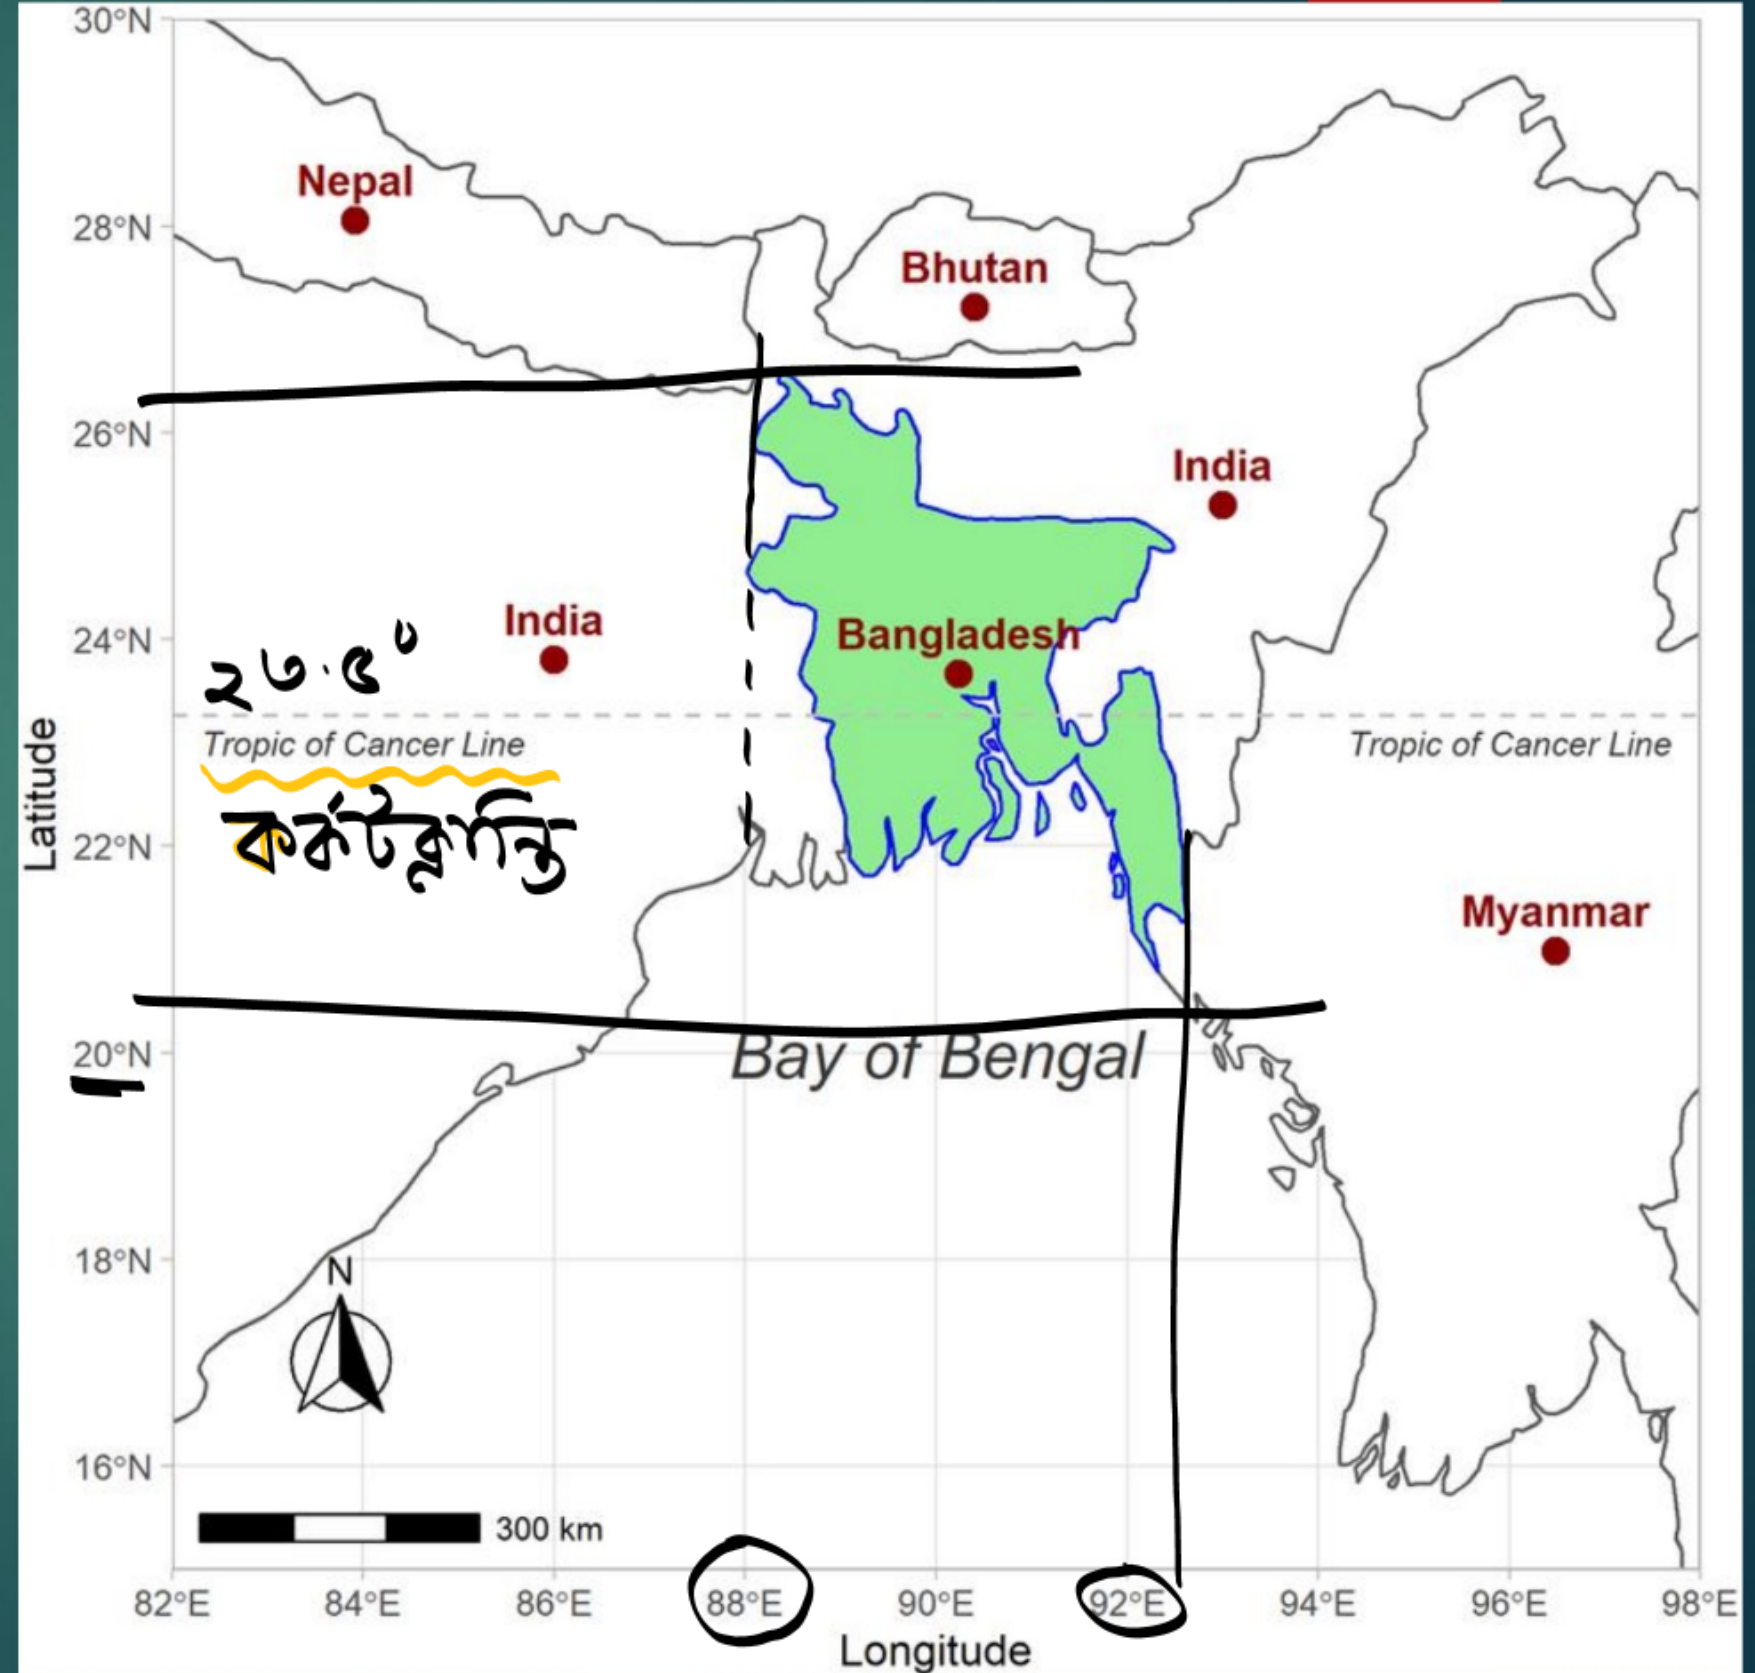 30°N
Nepal
28°N
Bhutan
26°N
India
India
24°N
Bangladesh
২৩.৫°
Tropic of Cancer Line
Tropic of Cancer Line
কর্কটক্রান্তি
Latitude
22°N
Myanmar
20°N
Bay of Bengal
18°N
N
16°N
300 km
82°E 84°E 86°E 88°E 90°E 92°E 94°E 96°E 98°E
Longitude